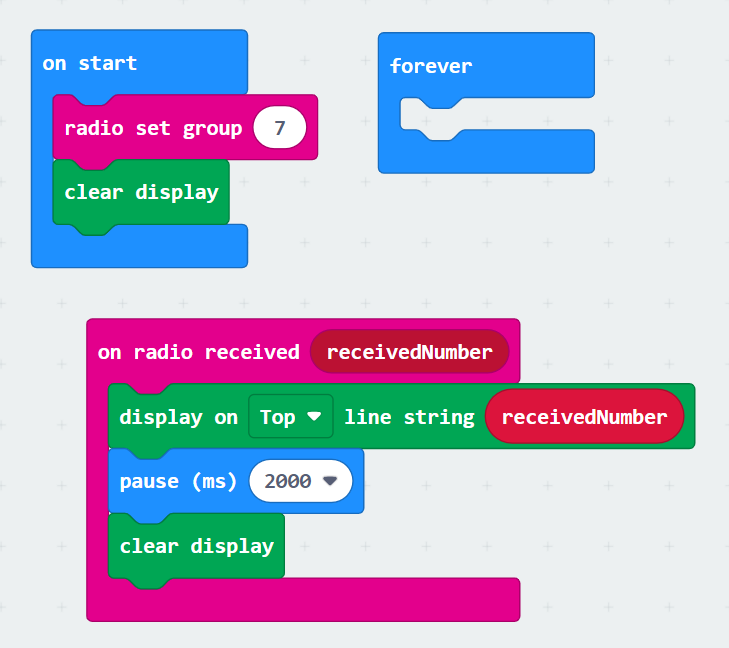 on start
radio set group 7
clear display
forever
on radio received receivedNumber
display on Top line string receivedNumber
pause (ms) 2000
clear display